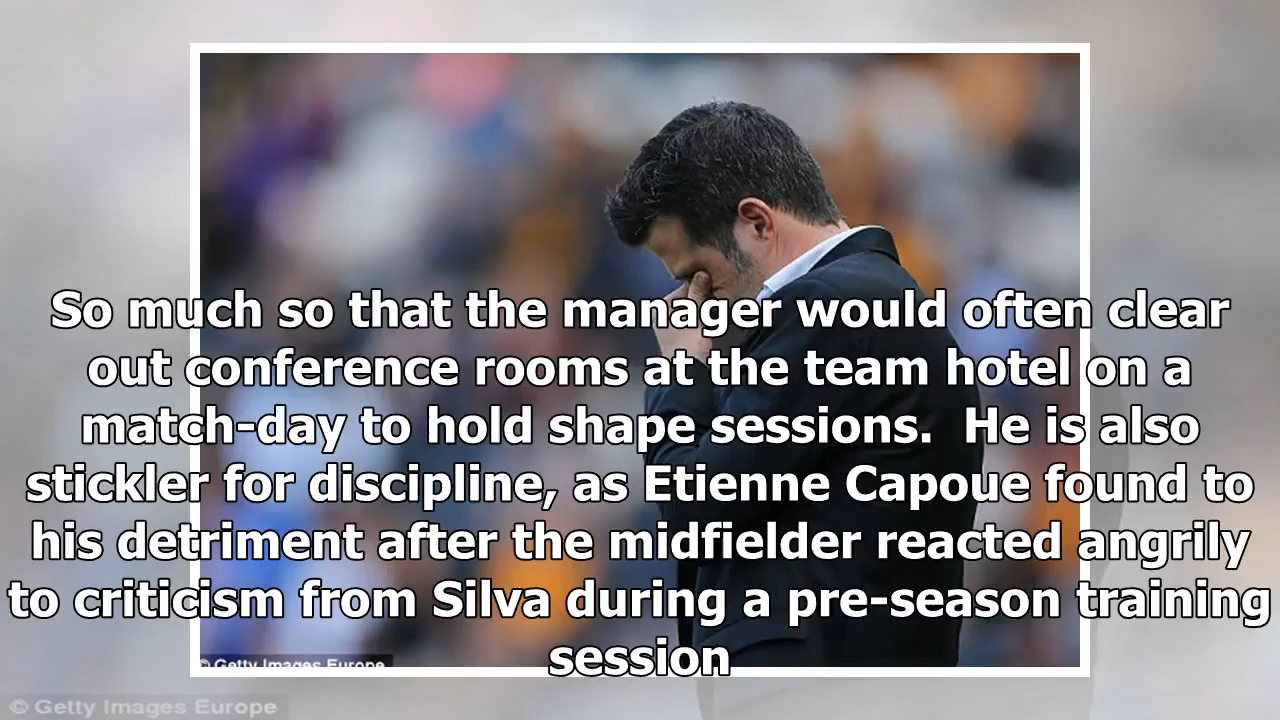 So much so that the manager would often clear
out conference rooms at the team hotel on a
match-day to hold shape sessions.  He is also
stickler for discipline, as Etienne Capoue found to
his detriment after the midfielder reacted angrily
to criticism from Silva during a pre-season training
session
© Getty Images Europe
© Getty Images Europe